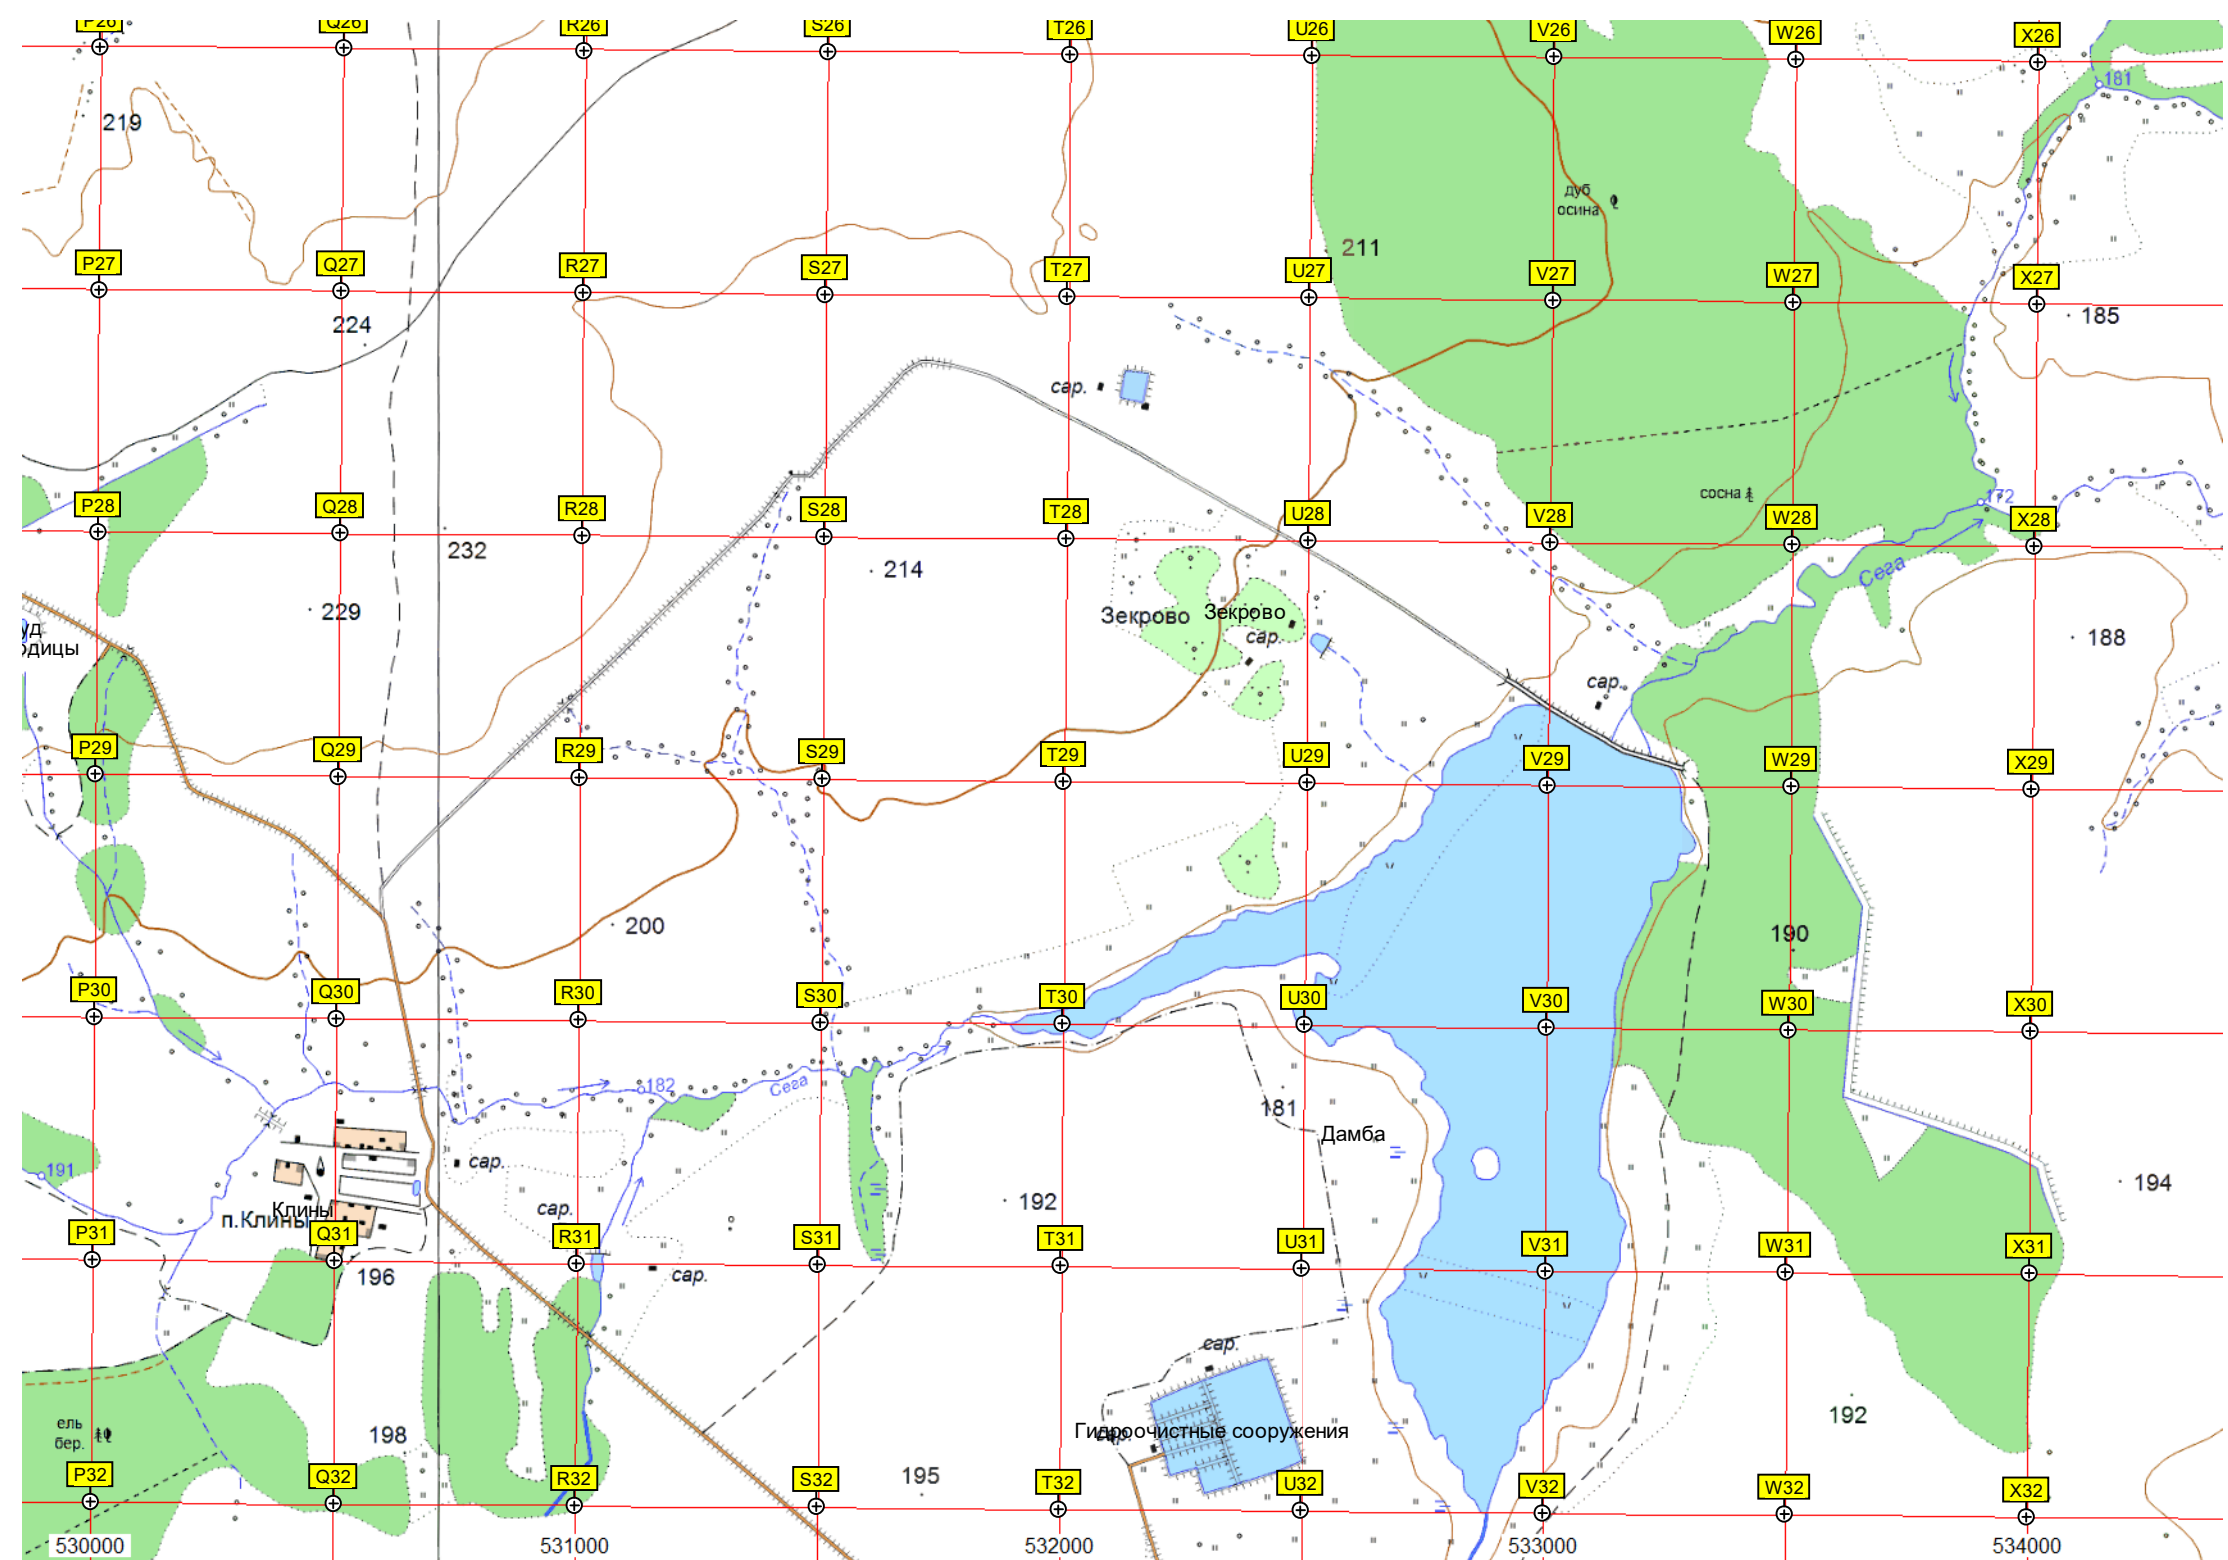 P26 Q26 R26 S26 T26 U26 V26 W26 X26
181
219
дуб
осина
211
P27 Q27 R27 S27 T27 U27 V27 W27 X27
224
185
сар.
сосна
172
P28 Q28 R28 S28 T28 U28 V28 W28 X28
232
214
Сега
229
Зекрово
Зекрово
уд
одицы
сар.
188
сар.
P29 Q29 R29 S29 T29 U29 V29 W29 X29
200
190
P30 Q30 R30 S30 T30 U30 V30 W30 X30
182
Сега
181
Дамба
сар.
191
194
192
Клины
п.Клины
сар.
P31 Q31 R31 S31 T31 U31 V31 W31 X31
196
сар.
сар.
192
ель
бер.
198
Гидроочистные сооружения
сар.
195
P32 Q32 R32 S32 T32 U32 V32 W32 X32
530000 531000 532000 533000 534000